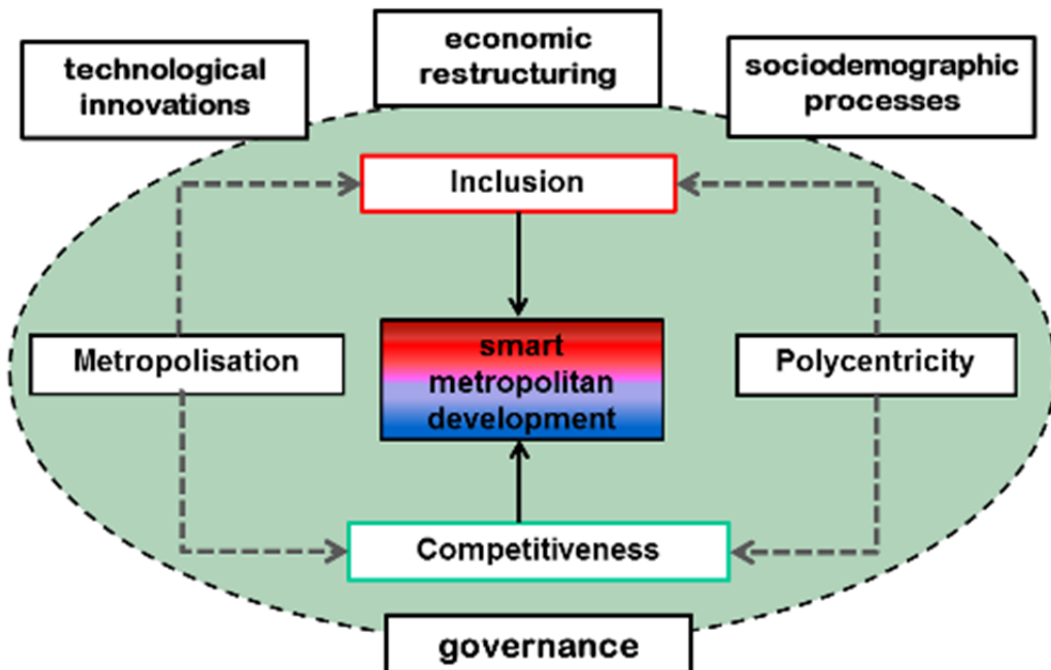 economic
restructuring
technological
innovations
sociodemographic
processes
Inclusion
Metropolisation
smart
metropolitan
development
Polycentricity
Competitiveness
governance